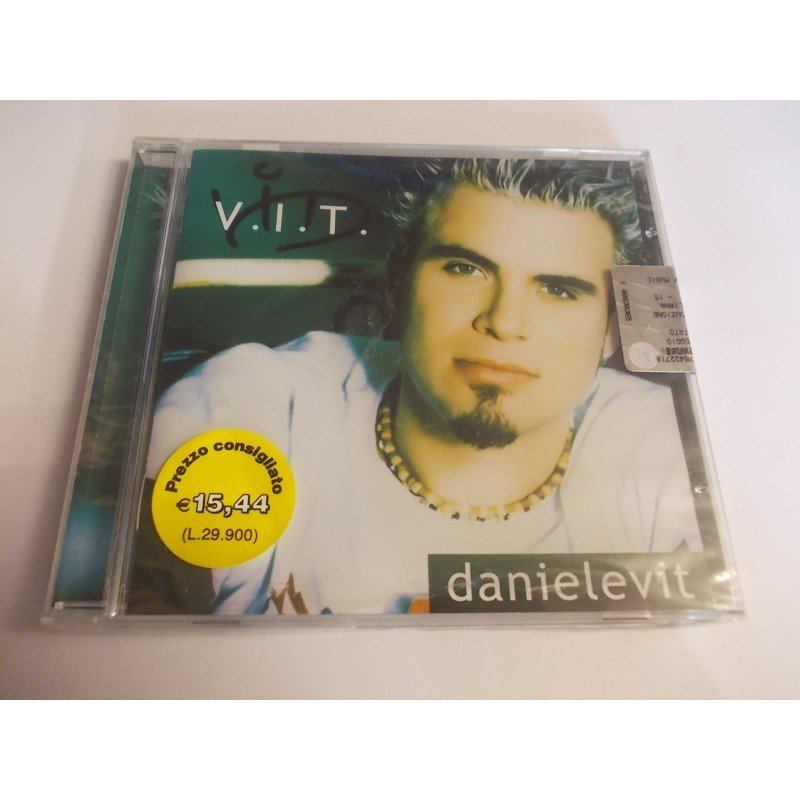 V.I.T.
Prezzo consigliato
€15,44
(L.29.900)
danielevit